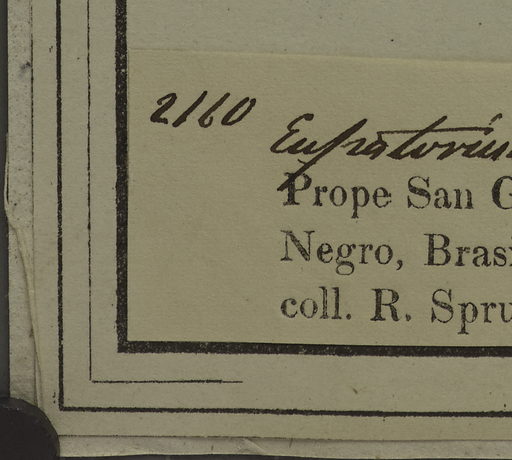 2160 Eupatorium
Prope San G
Negro, Brasi
coll. R. Spru